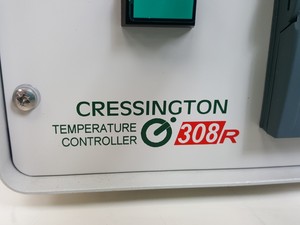 CRESSINGTON
TEMPERATURE
CONTROLLER
308R